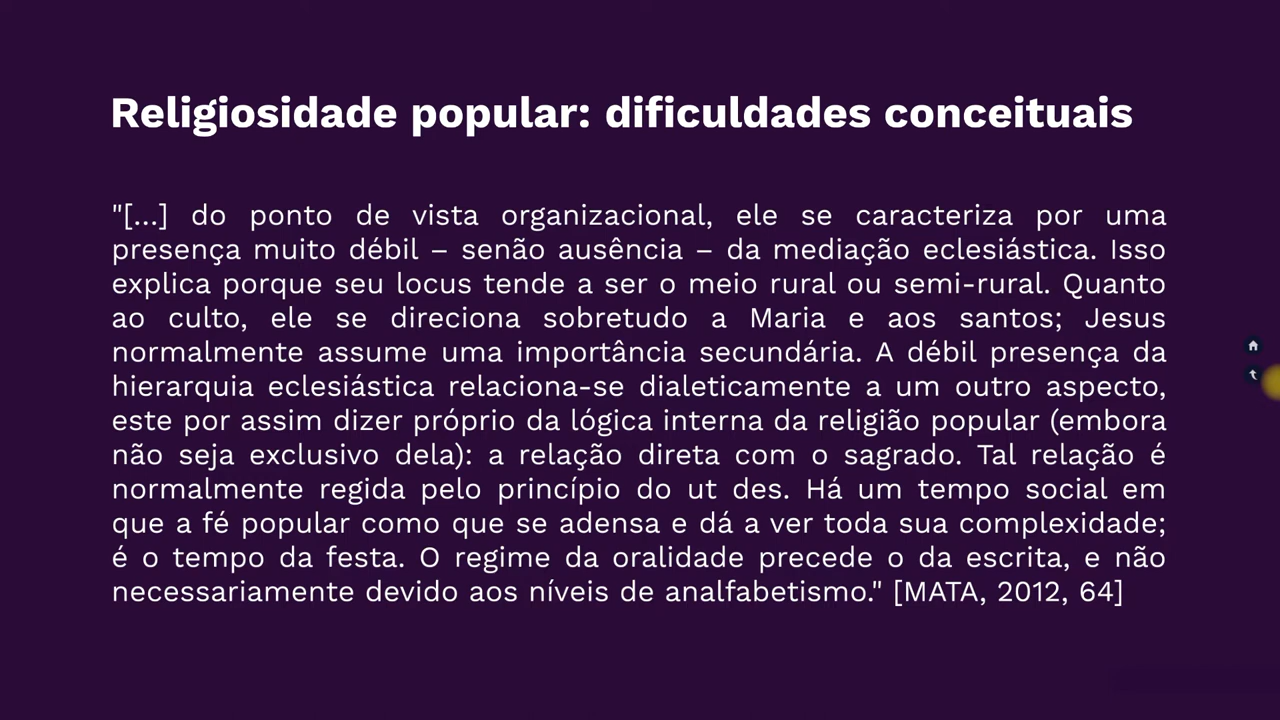 Religiosidade popular: dificuldades conceituais
"[...] do ponto de vista organizacional, ele se caracteriza por uma
presença muito débil – senão ausência – da mediação eclesiástica. Isso
explica porque seu locus tende a ser o meio rural ou semi-rural. Quanto
ao culto, ele se direciona sobretudo a Maria e aos santos; Jesus
normalmente assume uma importância secundária. A débil presença da
hierarquia eclesiástica relaciona-se dialeticamente a um outro aspecto,
este por assim dizer próprio da lógica interna da religião popular (embora
não seja exclusivo dela): a relação direta com o sagrado. Tal relação é
normalmente regida pelo princípio do ut des. Há um tempo social em
que a fé popular como que se adensa e dá a ver toda sua complexidade;
é o tempo da festa. O regime da oralidade precede o da escrita, e não
necessariamente devido aos níveis de analfabetismo." [MATA, 2012, 64]